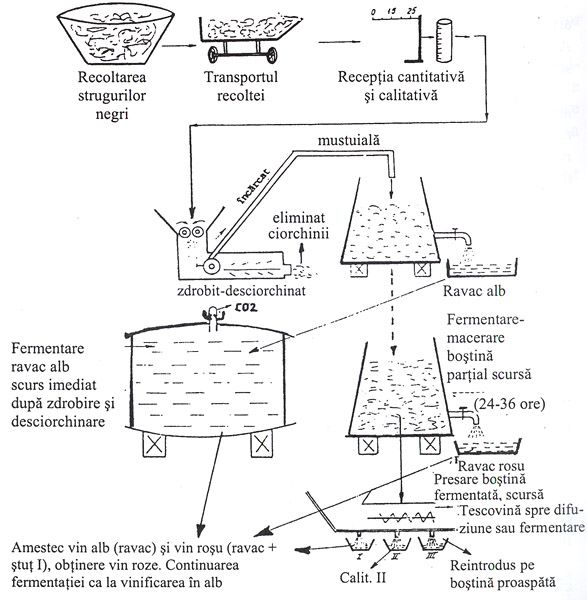 0 15 25
Recoltarea
strugurilor
negri
Transportul
recoltei
Recepția cantitativă
și calitativă
mustuială
încărcat
eliminat
ciorchinii
zdrobit-desciorchinat
Ravac alb
CO2
Fermentare
ravac alb
scurs imediat
după zdrobire și
desciorchinare
Fermentare-
macerare
boștină
parțial scursă
(24-36 ore)
Ravac rosu
Presare boștină
fermentată, scursă
Tescovină spre difu-
ziune sau fermentare
I II III
Amestec vin alb (ravac) și vin roșu (ravac +
ștuț I), obținere vin roze. Continuarea
fermentației ca la vinificarea în alb
Calit. II
Reintrodus pe
boștină proaspătă